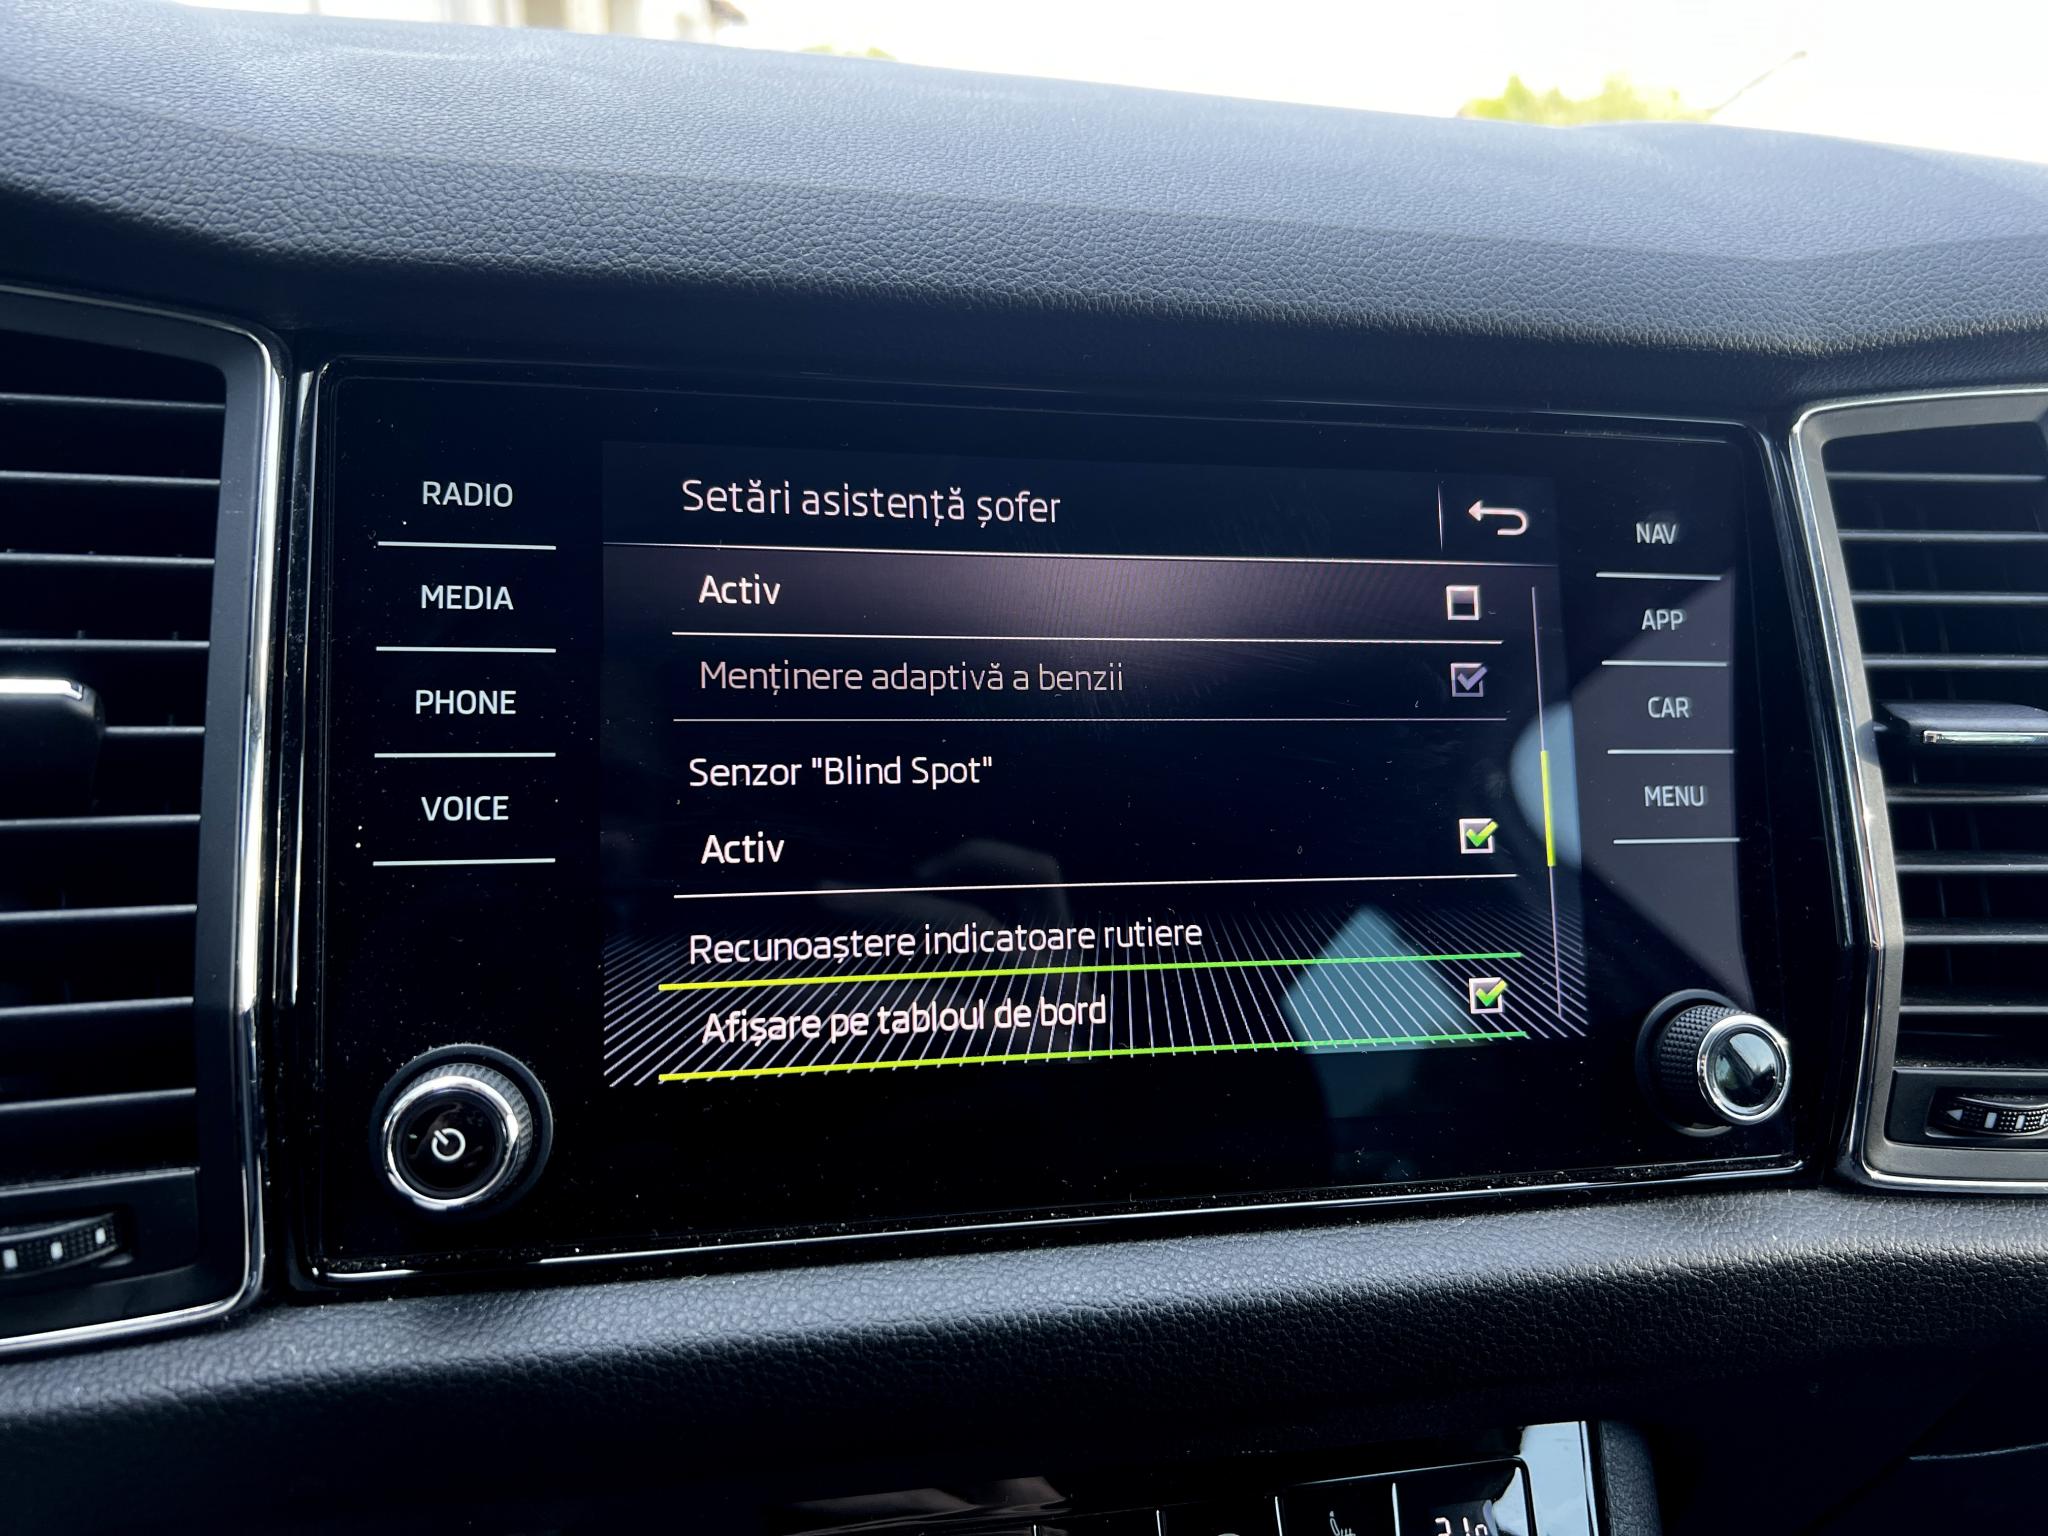 RADIO
MEDIA
PHONE
VOICE
Setări asistență șofer
Activ
Menținere adaptivă a benzii
Senzor "Blind Spot"
Activ
Recunoaștere indicatoare rutiere
Afișare pe tabloul de bord
NAV
APP
CAR
MENU